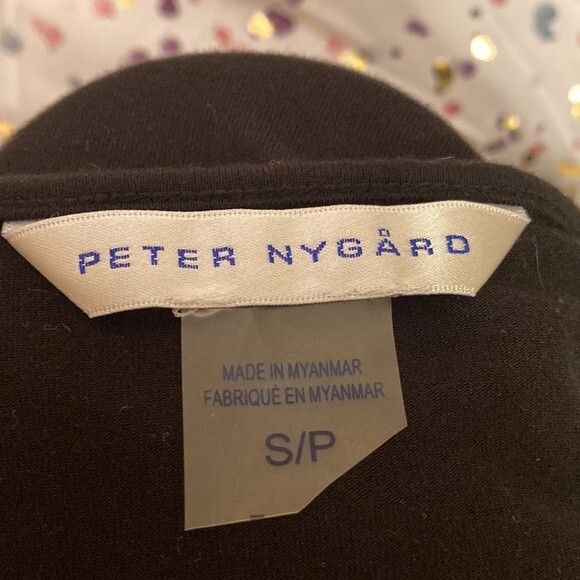 PETER NYGÅRD
MADE IN MYANMAR
FABRIQUÉ EN MYANMAR
S/P